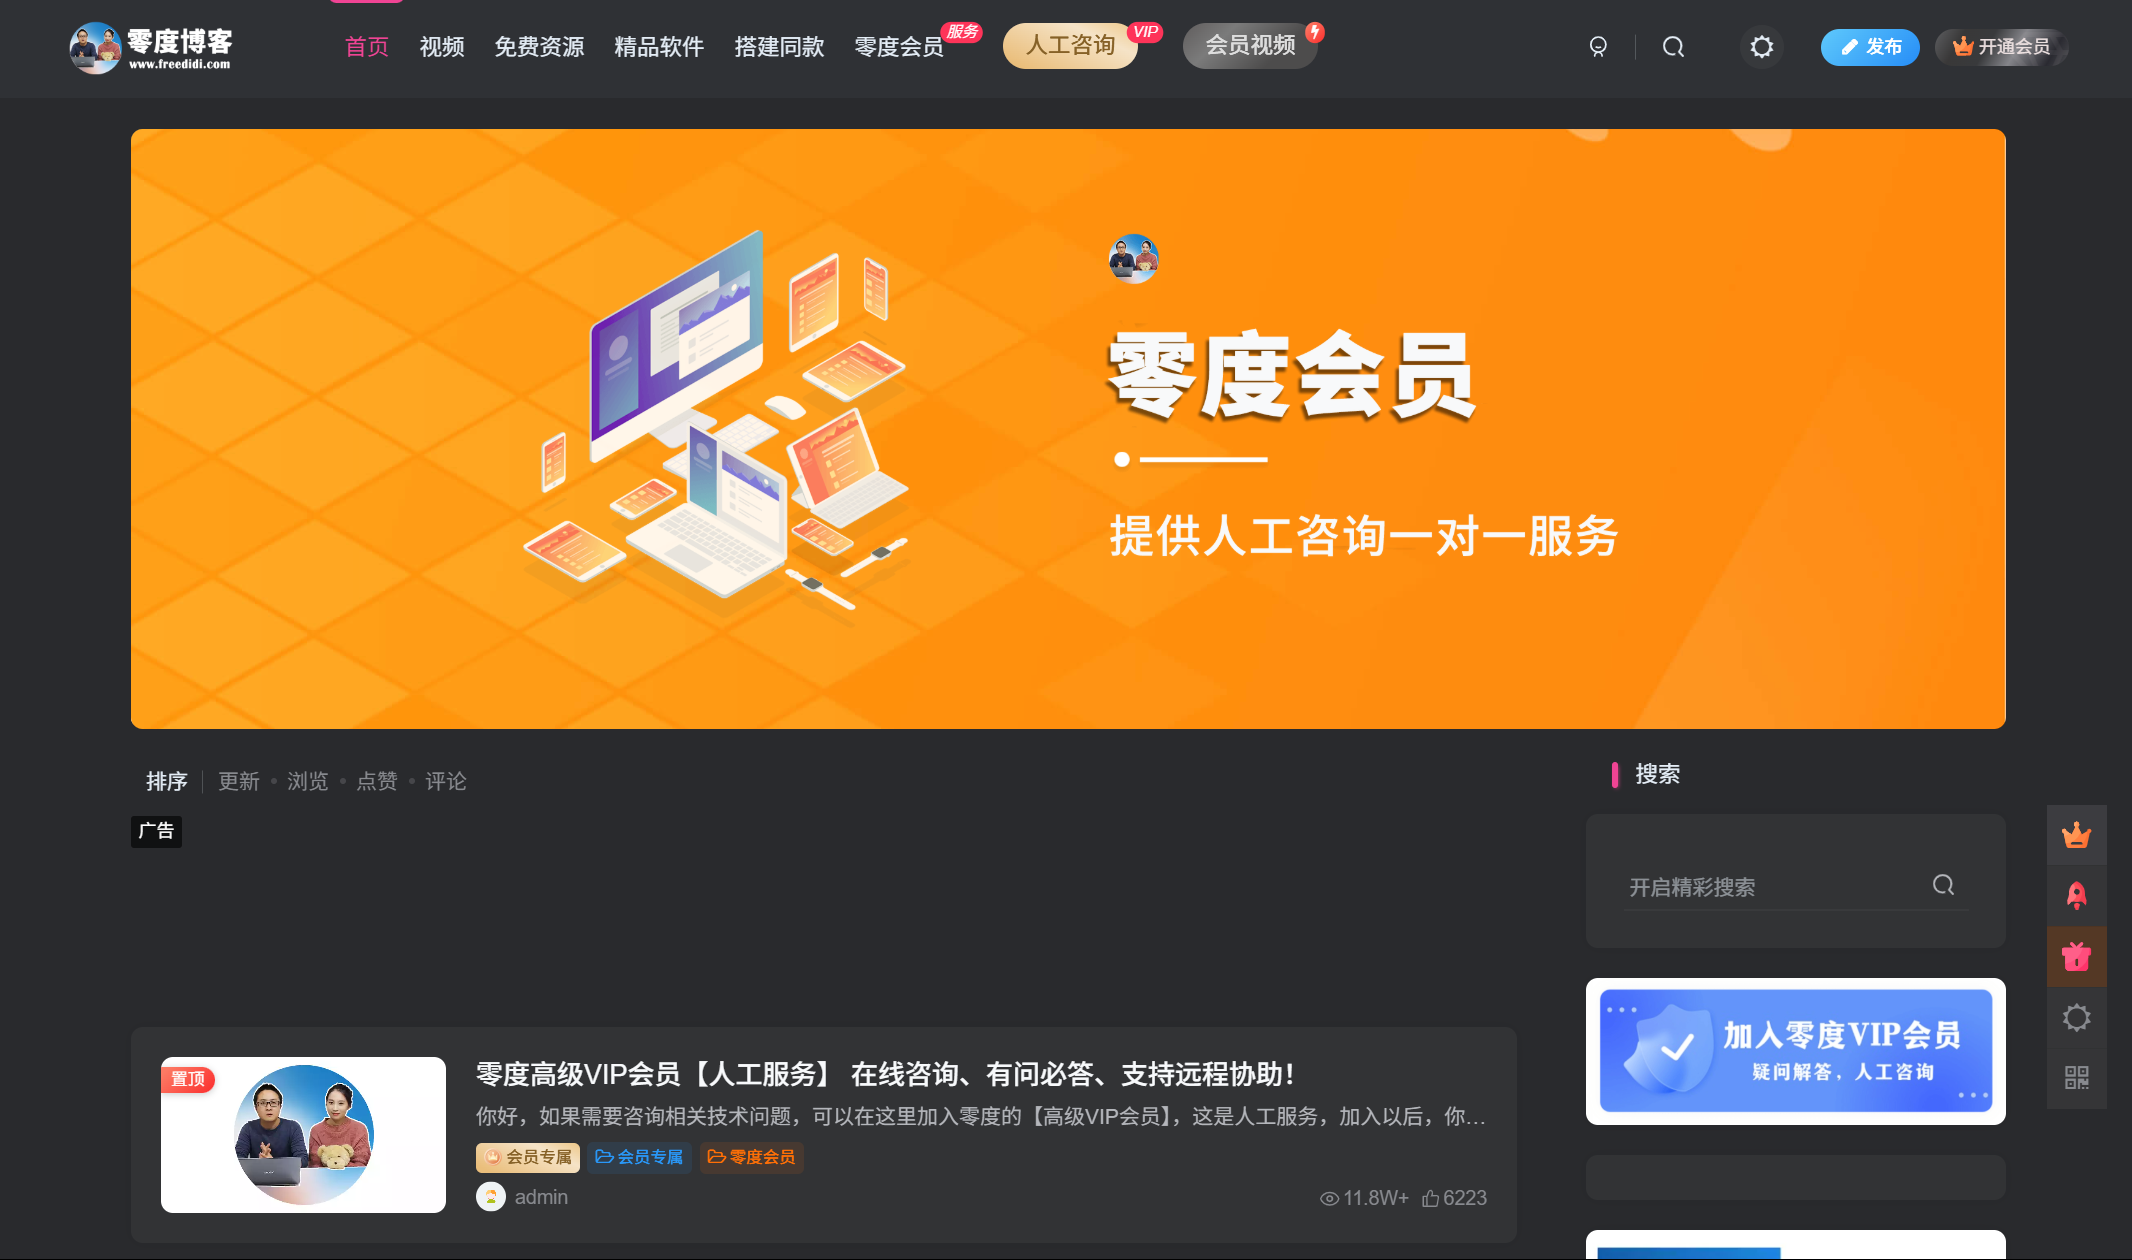 零度博客
www.freedidi.com
首页
视频
免费资源
精品软件
搭建同款
零度会员
服务
人工咨询
VIP
会员视频
发布
开通会员
零度会员
提供人工咨询一对一服务
排序
更新
浏览
点赞
评论
广告
搜索
开启精彩搜索
加入零度VIP会员
疑问解答，人工咨询
置顶
零度高级VIP会员【人工服务】 在线咨询、有问必答、支持远程协助！
你好，如果需要咨询相关技术问题，可以在这里加入零度的【高级VIP会员】，这是人工服务，加入以后，你…
会员专属
会员专属
零度会员
admin
11.8W+
6223